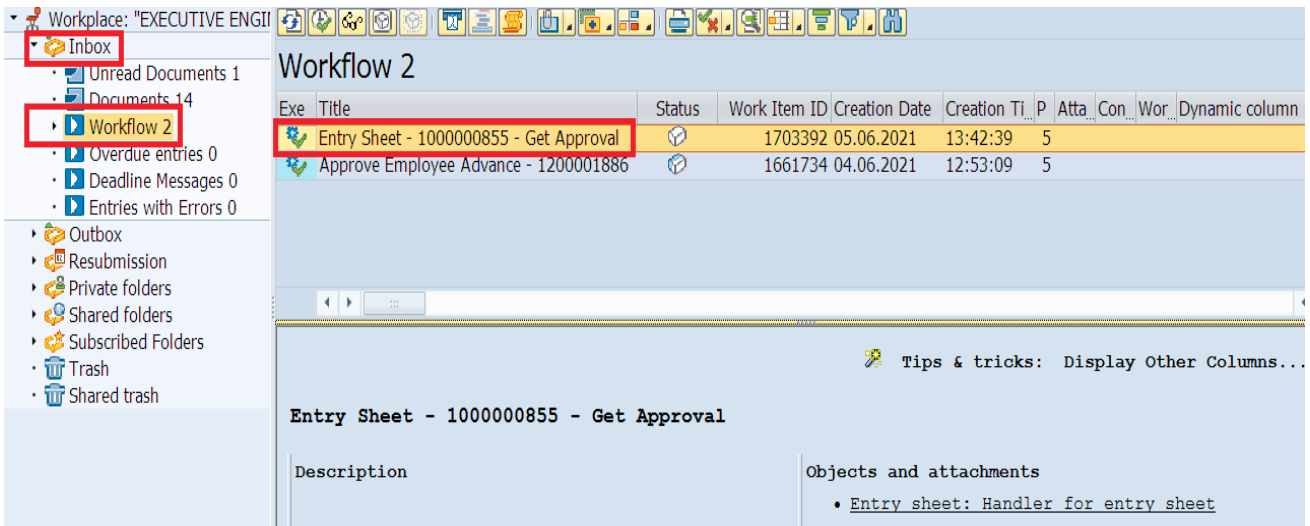 Workplace: "EXECUTIVE ENGI
Inbox
Unread Documents 1
Documents 14
Workflow 2
Overdue entries 0
Deadline Messages 0
Entries with Errors 0
Outbox
Resubmission
Private folders
Shared folders
Subscribed Folders
Trash
Shared trash
Workflow 2
Exe Title Status Work Item ID Creation Date Creation Ti... P Atta... Con... Wor... Dynamic column
Entry Sheet - 1000000855 - Get Approval 1703392 05.06.2021 13:42:39 5
Approve Employee Advance - 1200001886 1661734 04.06.2021 12:53:09 5
Tips & tricks: Display Other Columns...
Entry Sheet - 1000000855 - Get Approval
Description
Objects and attachments
• Entry sheet: Handler for entry sheet